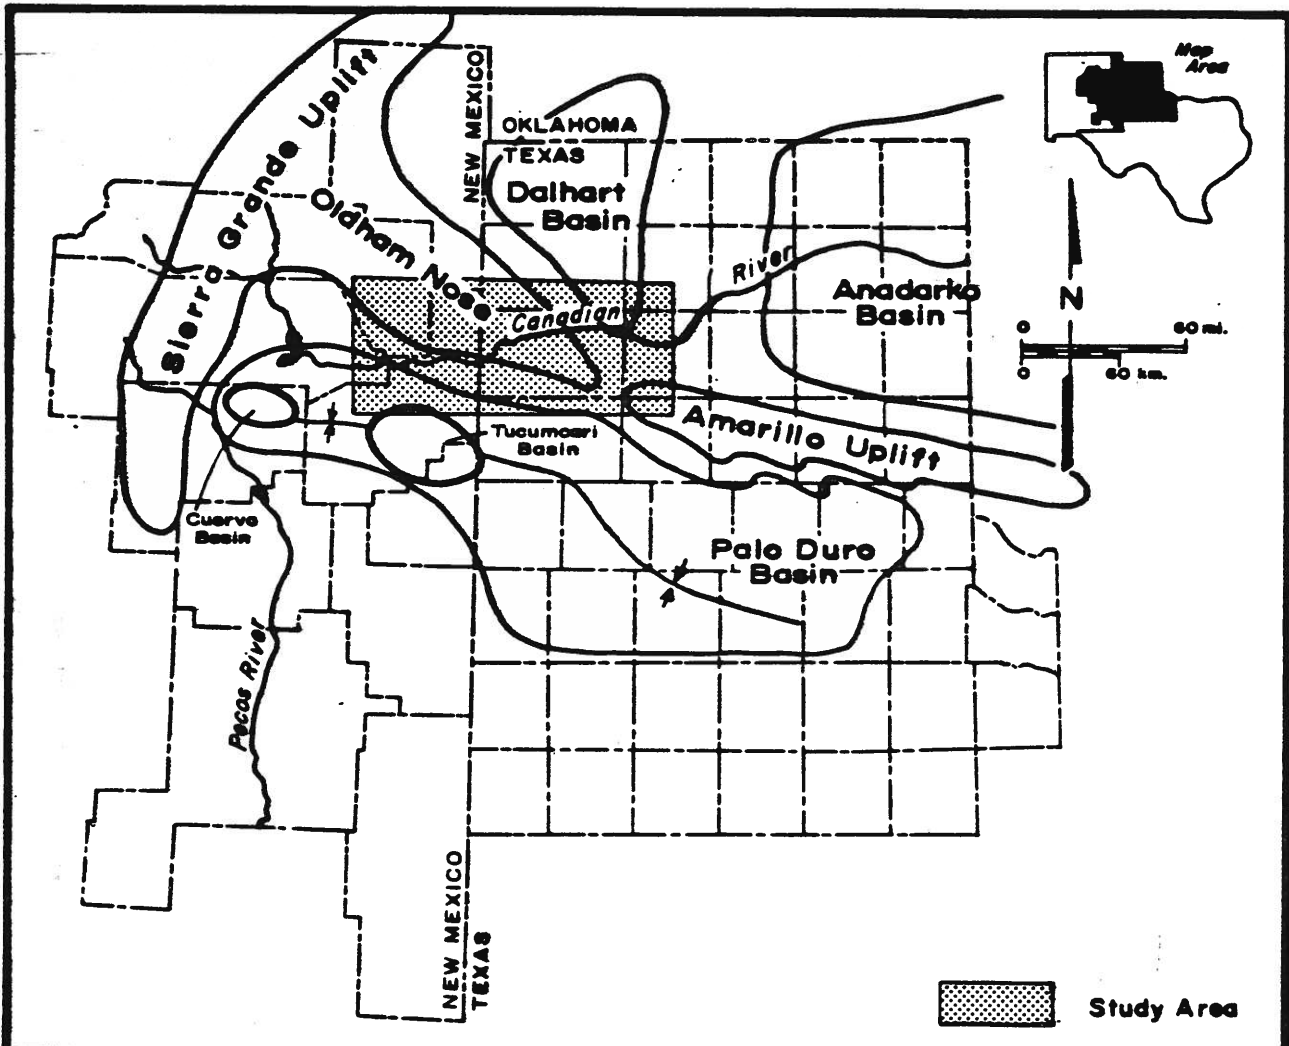 Map
Area
Sierra Grande Uplift
NEW MEXICO
OKLAHOMA
TEXAS
Dalhart
Basin
Oldham Nose
Canadian
River
Anadarko
Basin
N
0
60 mi.
0
60 km.
Amarillo Uplift
Tucumcari
Basin
Cuervo
Basin
Palo Duro
Basin
Pecos River
NEW MEXICO
TEXAS
Study Area